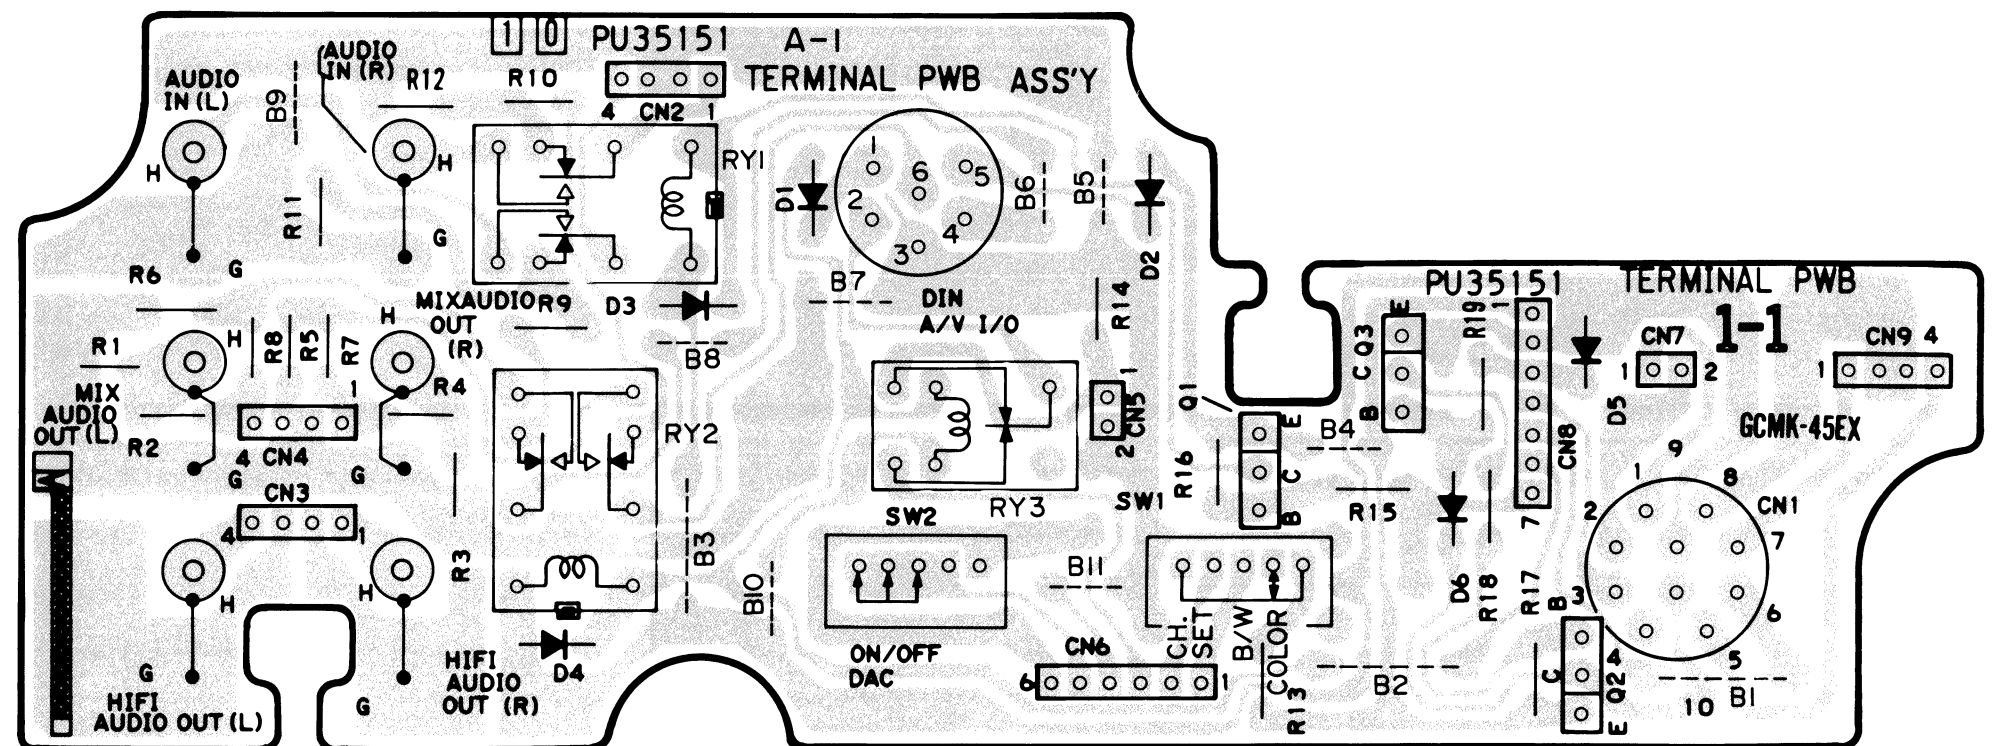 1 0 PU35151 A-1
TERMINAL PWB ASS'Y
AUDIO
IN (L)
AUDIO
IN (R)
B9
R12
R10
4 CN2 1
RY1
H
H
R11
G
G
R6
D1
1
2
3
4
5
6
B6
B5
D2
B7
DIN
A/V I/O
R14
MIXAUDIO
OUT
(R)
R9
D3
B8
H
H
R1
R8
R5
R7
1
R4
MIX
AUDIO
OUT (L)
R2
4 CN4
G
G
CN3
4
1
M
RY2
RY3
1
CN5
2
SW1
SW2
Q1
R16
E
C
B
B4
R15
PU35151 TERMINAL PWB
1-1
E
Q3
C
B
R19
1
CN8
7
D5
CN7
1 2
CN9 4
1
GCMK-45EX
9
1
8
2
CN1
7
3
6
4
5
10
B1
D6
R18
R17
B
C
Q2
E
R3
H
H
G
G
HIFI
AUDIO OUT (L)
HIFI
AUDIO
OUT (R)
D4
B3
B10
ON/OFF
DAC
B11
CN6
6 1
CH.
SET
B/W
COLOR
R13
B2